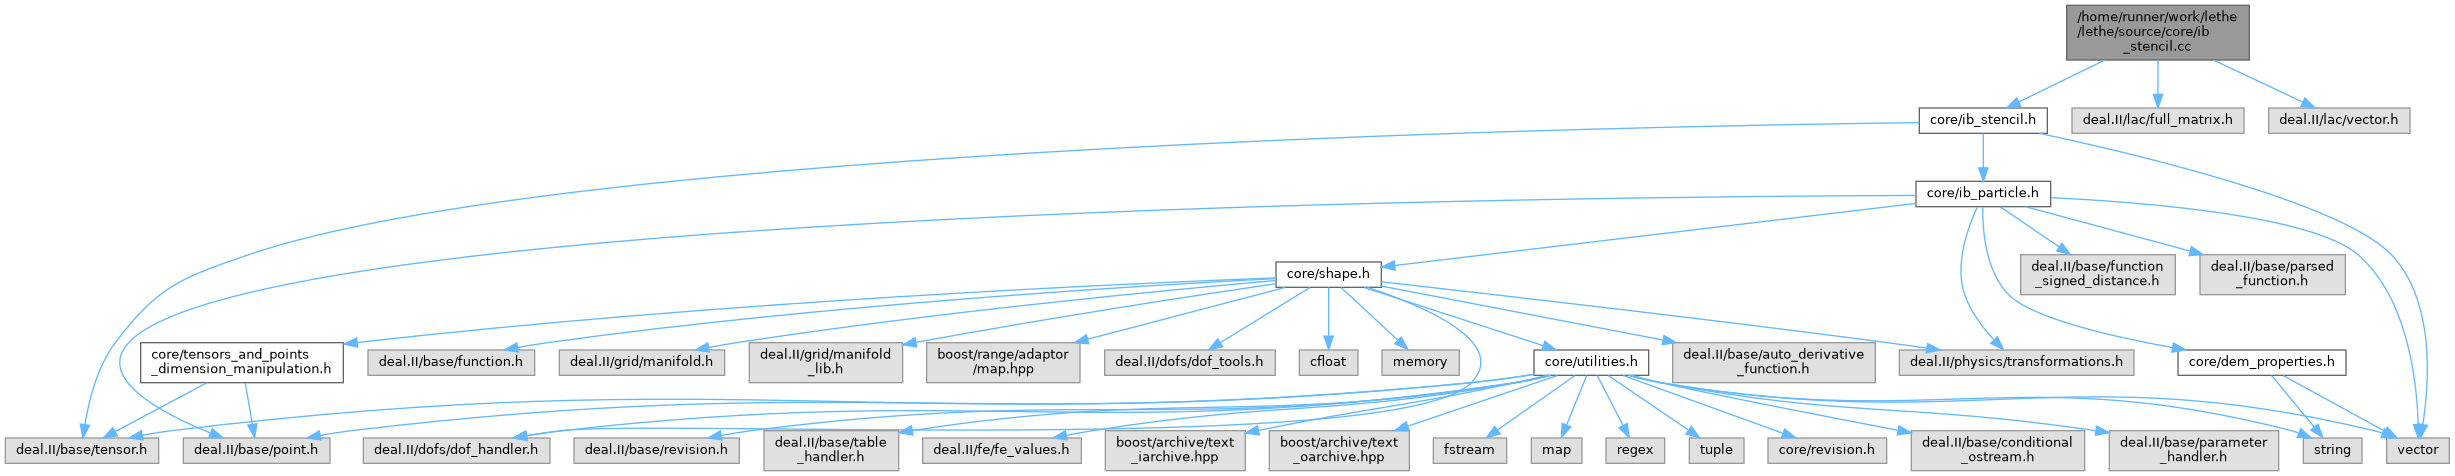 /home/runner/work/lethe
/lethe/source/core/ib
_stencil.cc
core/ib_stencil.h
deal.II/lac/full_matrix.h
deal.II/lac/vector.h
core/ib_particle.h
core/shape.h
deal.II/base/function
_signed_distance.h
deal.II/base/parsed
_function.h
core/tensors_and_points
_dimension_manipulation.h
deal.II/base/function.h
deal.II/grid/manifold.h
deal.II/grid/manifold
_lib.h
boost/range/adaptor
/map.hpp
deal.II/dofs/dof_tools.h
cfloat
memory
core/utilities.h
deal.II/base/auto_derivative
_function.h
deal.II/physics/transformations.h
core/dem_properties.h
deal.II/base/tensor.h
deal.II/base/point.h
deal.II/dofs/dof_handler.h
deal.II/base/revision.h
deal.II/base/table
_handler.h
deal.II/fe/fe_values.h
boost/archive/text
_iarchive.hpp
boost/archive/text
_oarchive.hpp
fstream
map
regex
tuple
core/revision.h
deal.II/base/conditional
_ostream.h
deal.II/base/parameter
_handler.h
string
vector